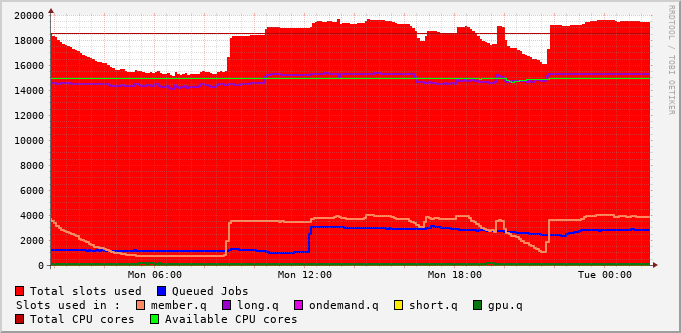 20000
18000
16000
14000
12000
10000
8000
6000
4000
2000
0
Mon 06:00 Mon 12:00 Mon 18:00 Tue 00:00
RRDTOOL / TOBI OETIKER
Total slots used Queued Jobs
Slots used in : member.q long.q ondemand.q short.q gpu.q
Total CPU cores Available CPU cores